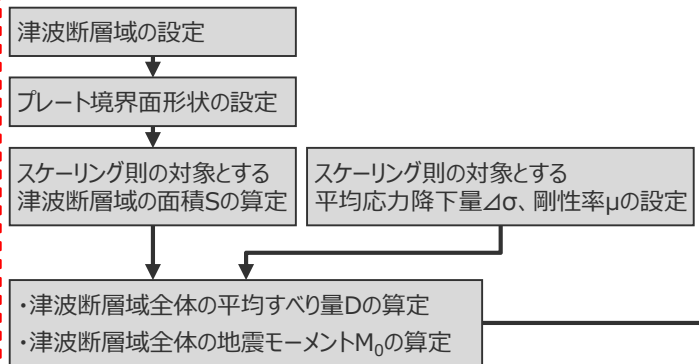 津波断層域の設定
プレート境界面形状の設定
スケーリング則の対象とする
津波断層域の面積Sの算定
スケーリング則の対象とする
平均応力降下量⊿σ、剛性率μの設定
・津波断層域全体の平均すべり量Dの算定
・津波断層域全体の地震モーメントM₀の算定